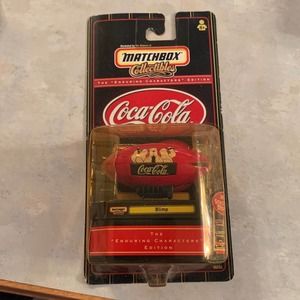 MATCHBOX
Collectibles
THE "ENDURING CHARACTERS" EDITION
Coca-Cola
Coca-Cola
Blimp
THE
"ENDURING CHARACTERS"
EDITION